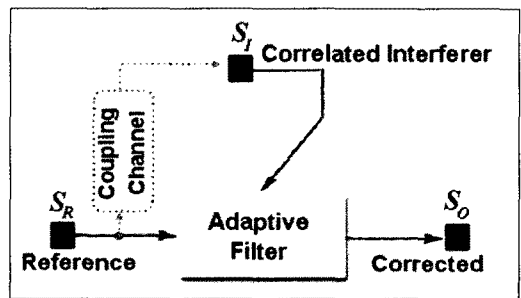 S_I
Correlated Interferer
Coupling
Channel
S_R
Reference
Adaptive
Filter
S_O
Corrected